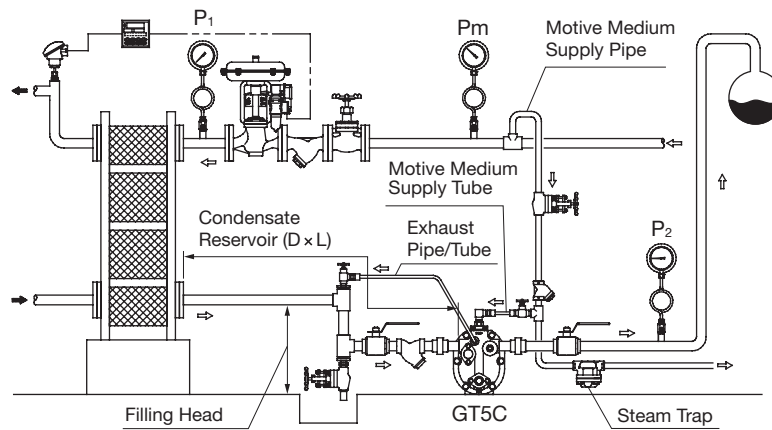 P₁
Pm
Motive Medium
Supply Pipe
Motive Medium
Supply Tube
Condensate
Reservoir (D × L)
Exhaust
Pipe/Tube
P₂
Filling Head
GT5C
Steam Trap